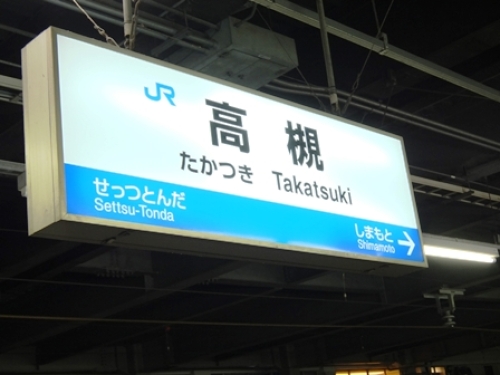 JR
高槻
たかつき Takatsuki
せっつとんだ
Settsu-Tonda
しまもと
Shimamoto
→